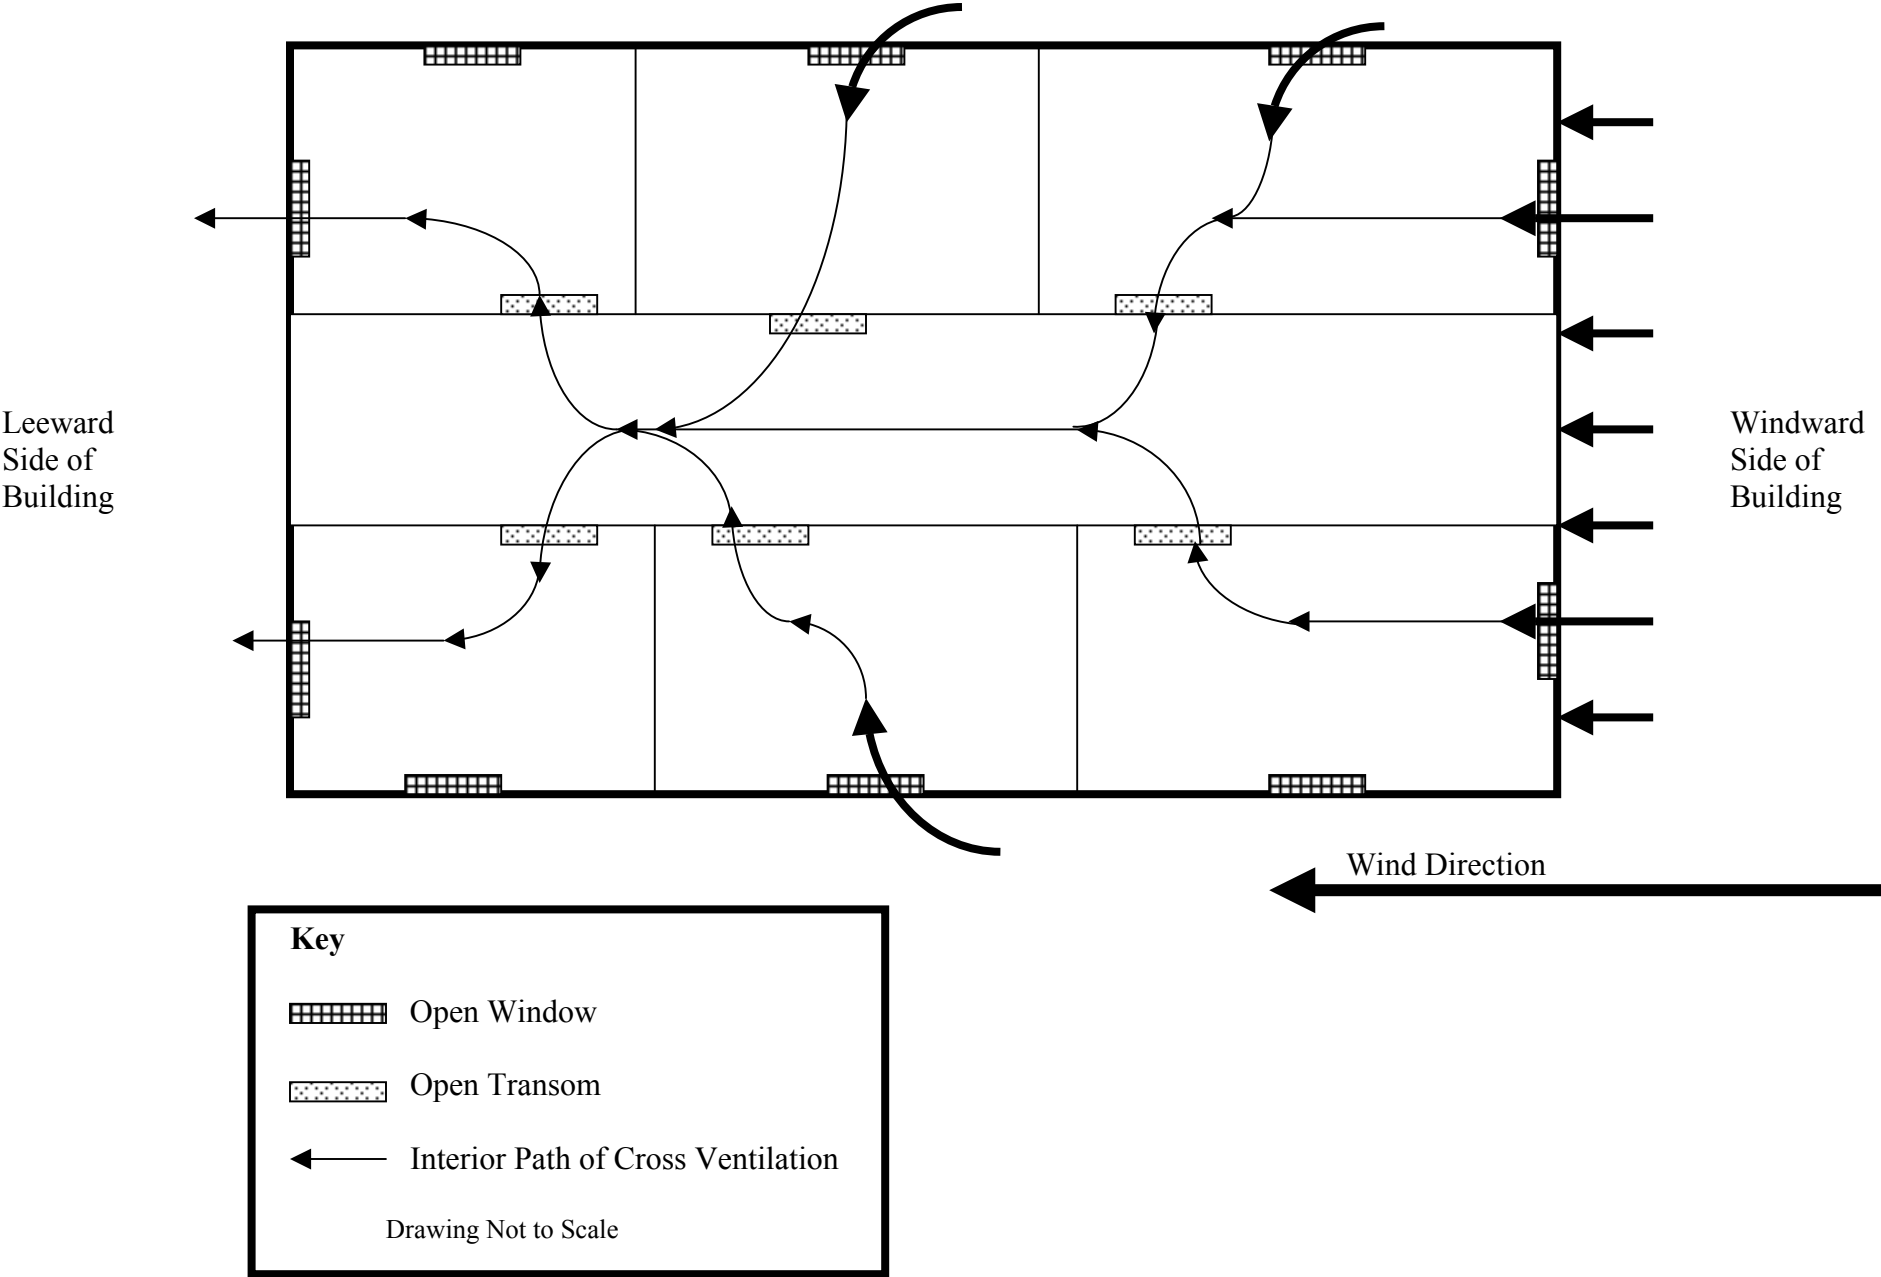 Leeward
Side of
Building
Windward
Side of
Building
Wind Direction
Key
Open Window
Open Transom
Interior Path of Cross Ventilation
Drawing Not to Scale